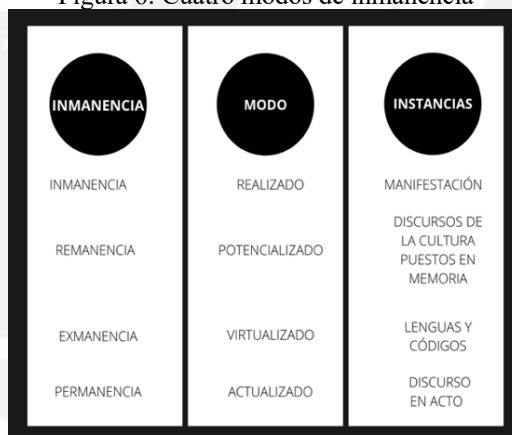 Figura 6. Cuatro modos de inmanencia
INMANENCIA
MODO
INSTANCIAS
INMANENCIA
REALIZADO
MANIFESTACIÓN
REMANENCIA
POTENCIALIZADO
DISCURSOS DE
LA CULTURA
PUESTOS EN
MEMORIA
EXMANENCIA
VIRTUALIZADO
LENGUAS Y
CÓDIGOS
PERMANENCIA
ACTUALIZADO
DISCURSO
EN ACTO